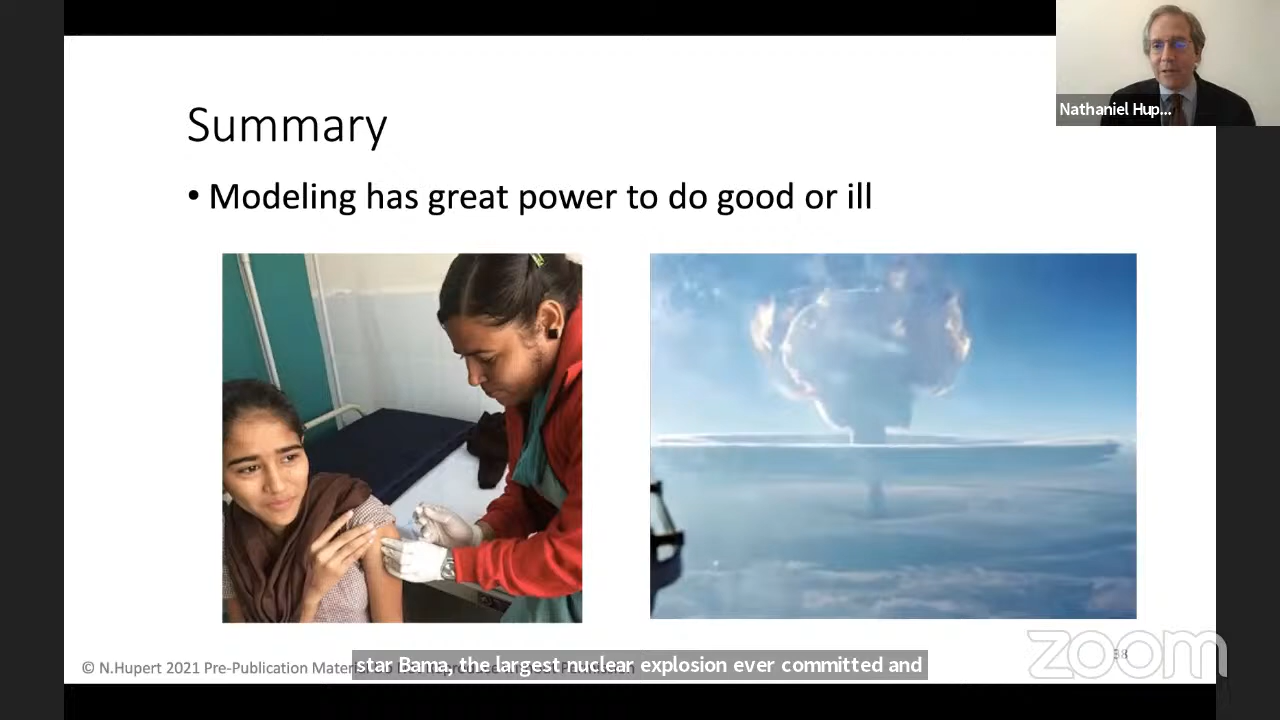 Nathaniel Hup...
Summary
• Modeling has great power to do good or ill
© N.Hupert 2021 Pre-Publication Material
star Bama, the largest nuclear explosion ever committed and
zoom
38